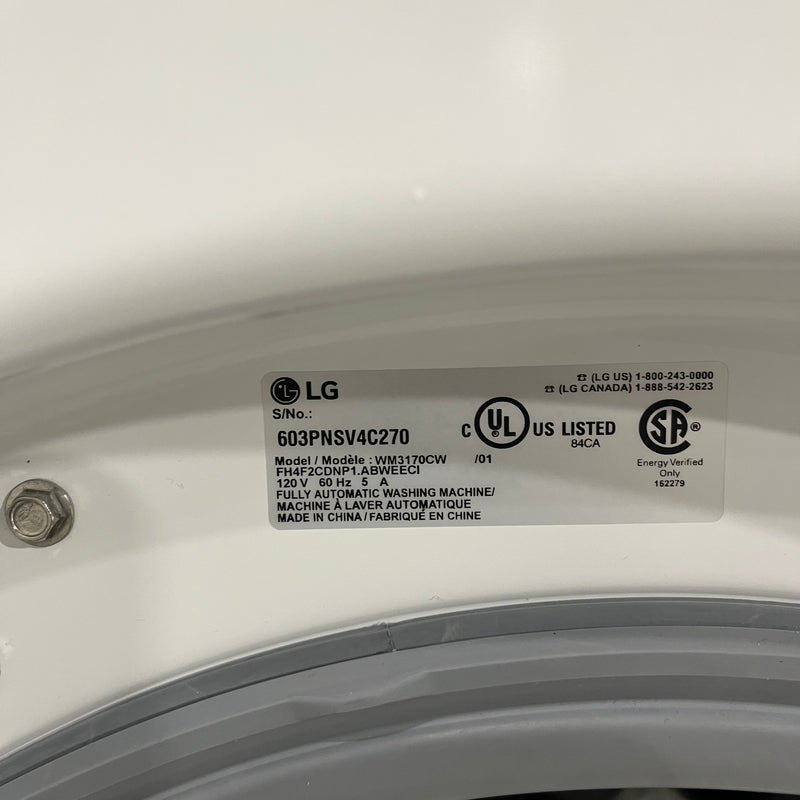 LG
☎ (LG US) 1-800-243-0000
☎ (LG CANADA) 1-888-542-2623
S/No.:
603PNSV4C270
C UL US LISTED
84CA
SA ®
Energy Verified
Only
162279
Model / Modèle : WM3170CW /01
FH4F2CDNP1.ABWEECI
120 V 60 Hz 5 A
FULLY AUTOMATIC WASHING MACHINE/
MACHINE À LAVER AUTOMATIQUE
MADE IN CHINA / FABRIQUÉ EN CHINE